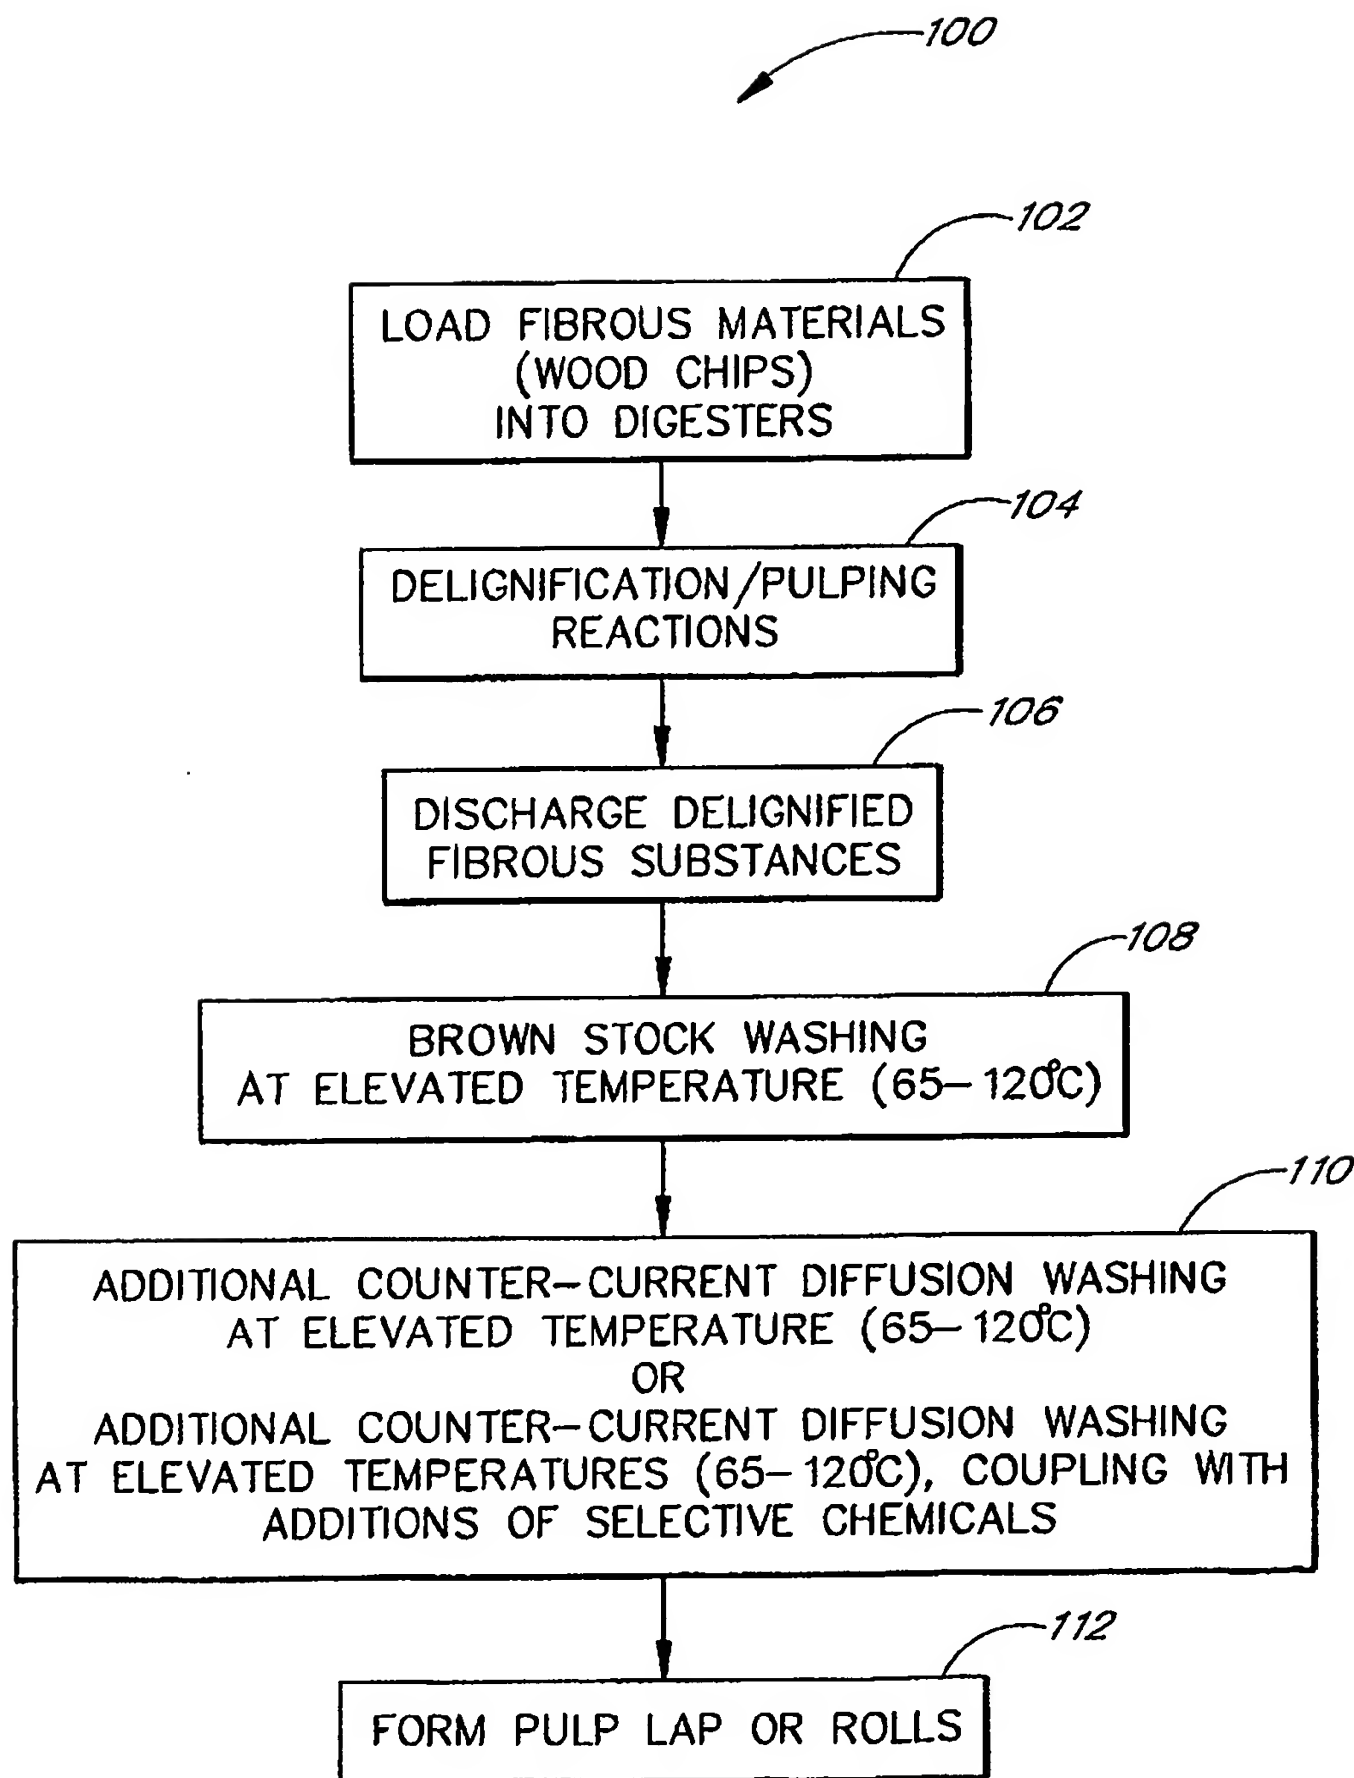 100
102
LOAD FIBROUS MATERIALS
(WOOD CHIPS)
INTO DIGESTERS
104
DELIGNIFICATION/PULPING
REACTIONS
106
DISCHARGE DELIGNIFIED
FIBROUS SUBSTANCES
108
BROWN STOCK WASHING
AT ELEVATED TEMPERATURE (65-120°C)
110
ADDITIONAL COUNTER-CURRENT DIFFUSION WASHING
AT ELEVATED TEMPERATURE (65-120°C)
OR
ADDITIONAL COUNTER-CURRENT DIFFUSION WASHING
AT ELEVATED TEMPERATURES (65-120°C), COUPLING WITH
ADDITIONS OF SELECTIVE CHEMICALS
112
FORM PULP LAP OR ROLLS